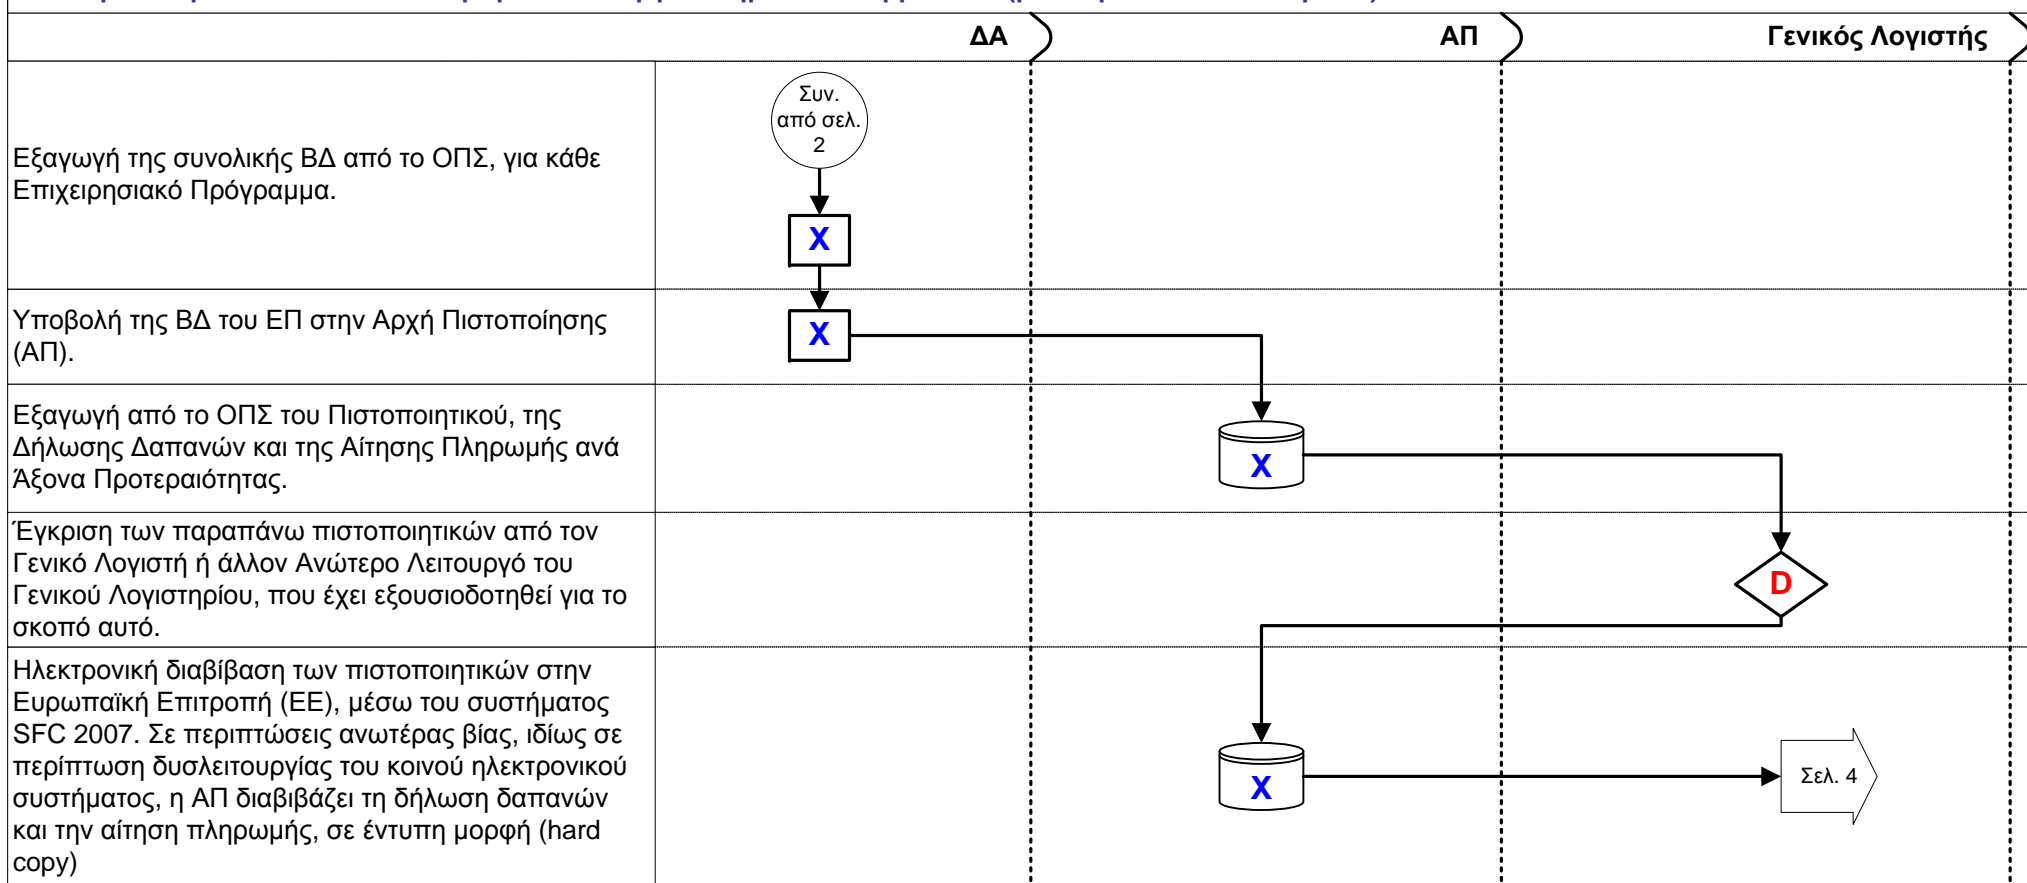 ΔΑ
ΑΠ
Γενικός Λογιστής
Συν.
από σελ.
2
Εξαγωγή της συνολικής ΒΔ από το ΟΠΣ, για κάθε
Επιχειρησιακό Πρόγραμμα.
X
Υποβολή της ΒΔ του ΕΠ στην Αρχή Πιστοποίησης
(ΑΠ).
X
Εξαγωγή από το ΟΠΣ του Πιστοποιητικού, της
Δήλωσης Δαπανών και της Αίτησης Πληρωμής ανά
Άξονα Προτεραιότητας.
X
Έγκριση των παραπάνω πιστοποιητικών από τον
Γενικό Λογιστή ή άλλον Ανώτερο Λειτουργό του
Γενικού Λογιστηρίου, που έχει εξουσιοδοτηθεί για το
σκοπό αυτό.
D
Ηλεκτρονική διαβίβαση των πιστοποιητικών στην
Ευρωπαϊκή Επιτροπή (ΕΕ), μέσω του συστήματος
SFC 2007. Σε περιπτώσεις ανωτέρας βίας, ιδίως σε
περίπτωση δυσλειτουργίας του κοινού ηλεκτρονικού
συστήματος, η ΑΠ διαβιβάζει τη δήλωση δαπανών
και την αίτηση πληρωμής, σε έντυπη μορφή (hard
copy)
X
Σελ. 4